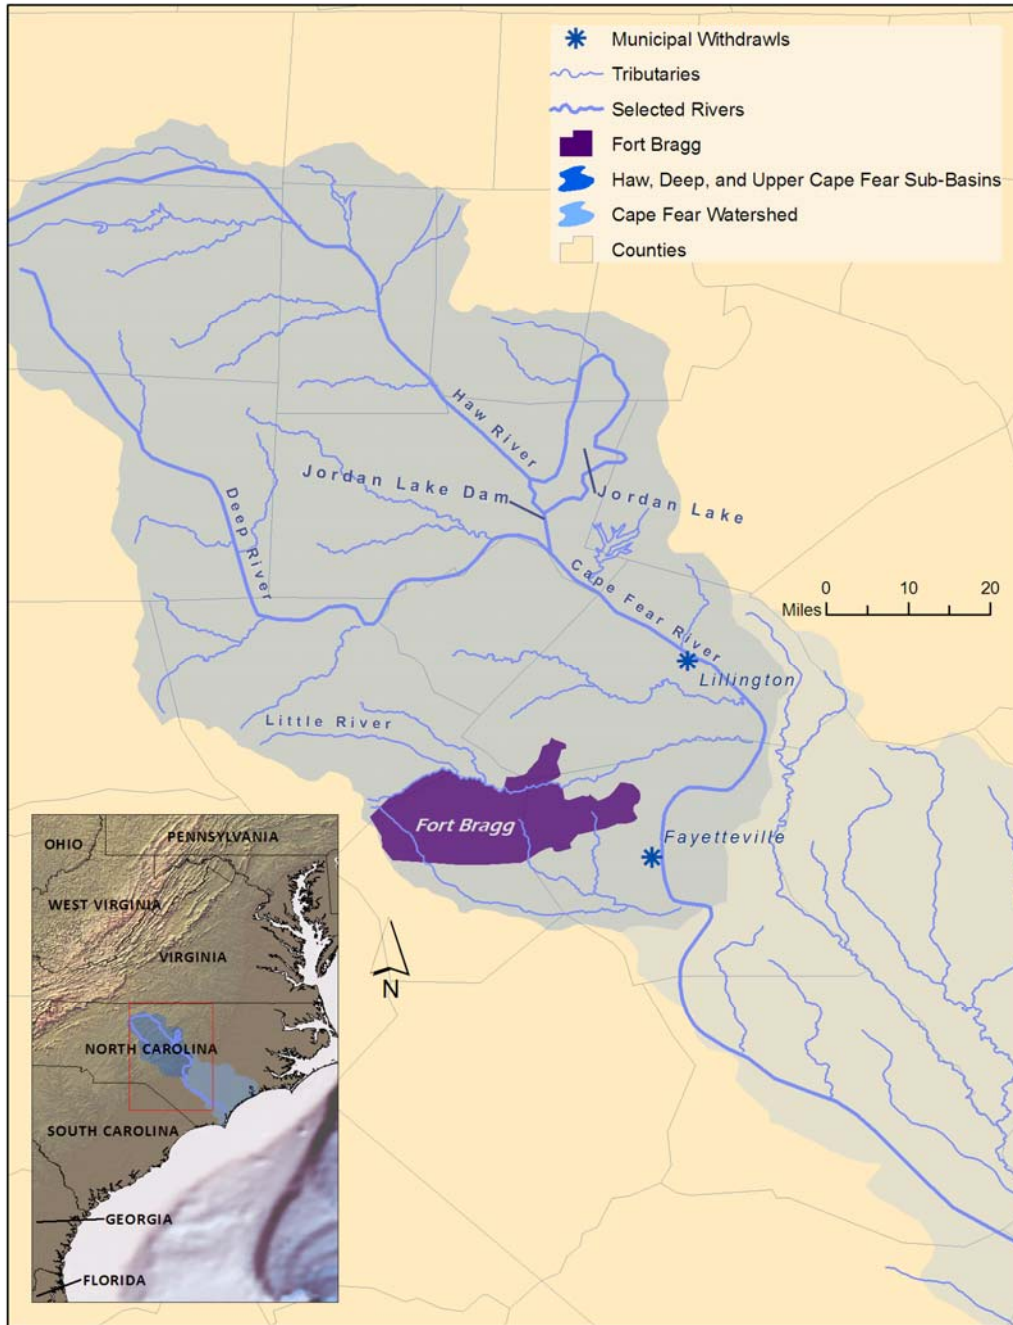 Municipal Withdrawls
Tributaries
Selected Rivers
Fort Bragg
Haw, Deep, and Upper Cape Fear Sub-Basins
Cape Fear Watershed
Counties
Haw River
Jordan Lake Dam
Jordan Lake
Deep River
Cape Fear River
0 10 20
Miles
Lillington
Little River
Fort Bragg
Fayetteville
N
OHIO
PENNSYLVANIA
WEST VIRGINIA
VIRGINIA
NORTH CAROLINA
SOUTH CAROLINA
GEORGIA
FLORIDA